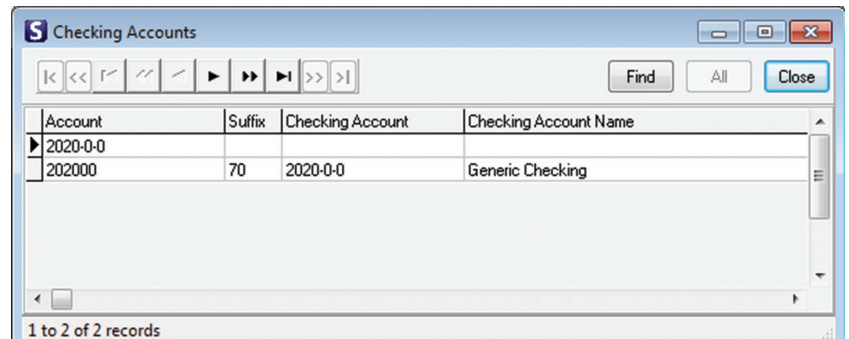 S Checking Accounts
Find All Close
Account Suffix Checking Account Checking Account Name
2020-0-0
202000 70 2020-0-0 Generic Checking
1 to 2 of 2 records